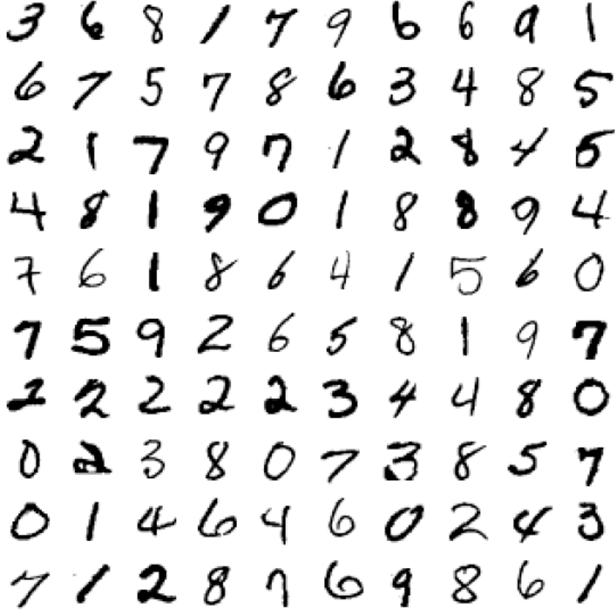 3 6 8 1 7 9 6 6 9 1
6 7 5 7 8 6 3 4 8 5
2 1 7 9 7 1 2 8 4 5
4 8 1 9 0 1 8 8 9 4
7 6 1 8 6 4 1 5 6 0
7 5 9 2 6 5 8 1 9 7
2 2 2 2 2 3 4 4 8 0
0 2 3 8 0 7 3 8 5 7
0 1 4 6 4 6 0 2 4 3
7 1 2 8 7 6 9 8 6 1